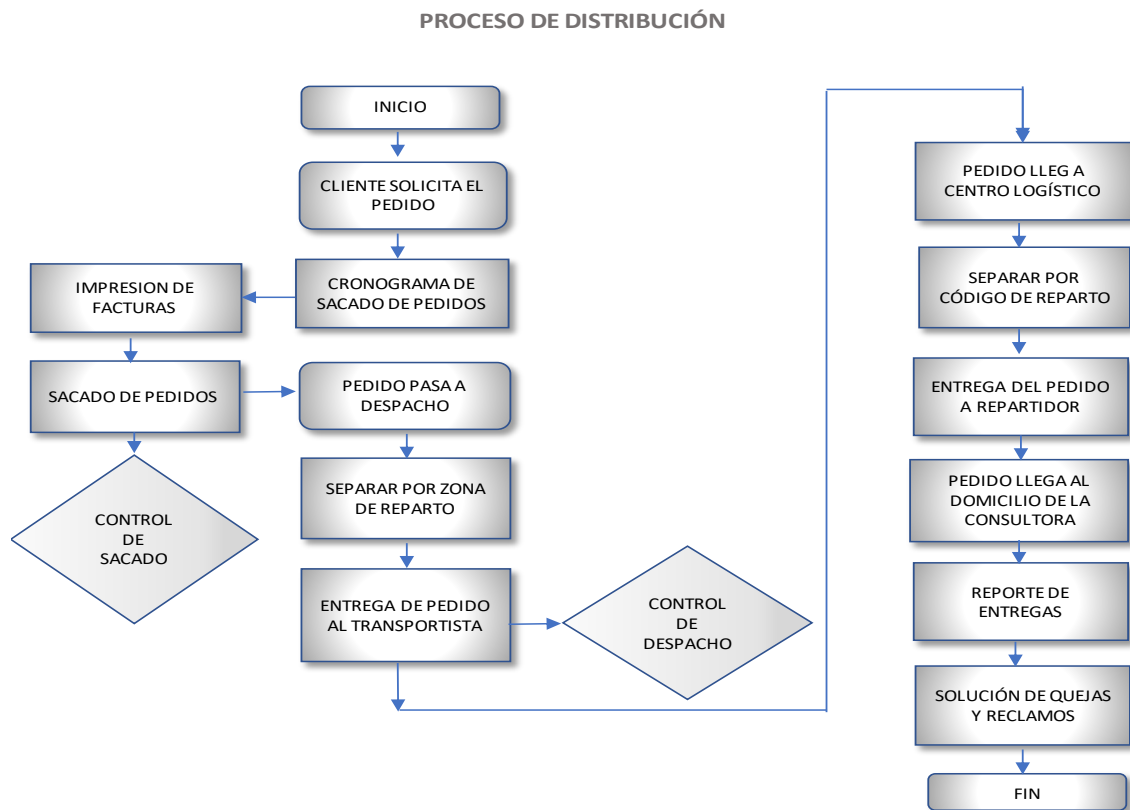 PROCESO DE DISTRIBUCIÓN
INICIO
CLIENTE SOLICITA EL
PEDIDO
CRONOGRAMA DE
SACADO DE PEDIDOS
IMPRESION DE
FACTURAS
SACADO DE PEDIDOS
CONTROL
DE
SACADO
PEDIDO PASA A
DESPACHO
SEPARAR POR ZONA
DE REPARTO
ENTREGA DE PEDIDO
AL TRANSPORTISTA
CONTROL
DE
DESPACHO
PEDIDO LLEG A
CENTRO LOGÍSTICO
SEPARAR POR
CÓDIGO DE REPARTO
ENTREGA DEL PEDIDO
A REPARTIDOR
PEDIDO LLEGA AL
DOMICILIO DE LA
CONSULTORA
REPORTE DE
ENTREGAS
SOLUCIÓN DE QUEJAS
Y RECLAMOS
FIN